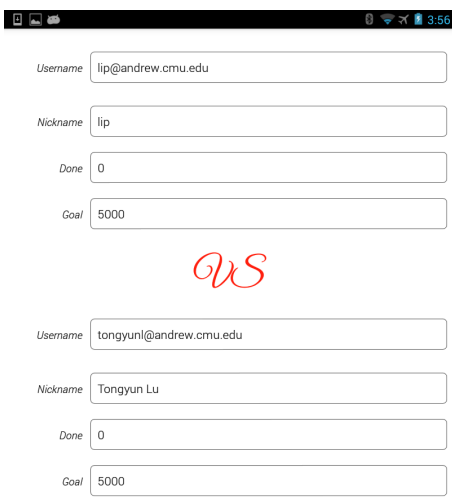 3:56
Username lip@andrew.cmu.edu
Nickname lip
Done 0
Goal 5000
VS
Username tongyunl@andrew.cmu.edu
Nickname Tongyun Lu
Done 0
Goal 5000